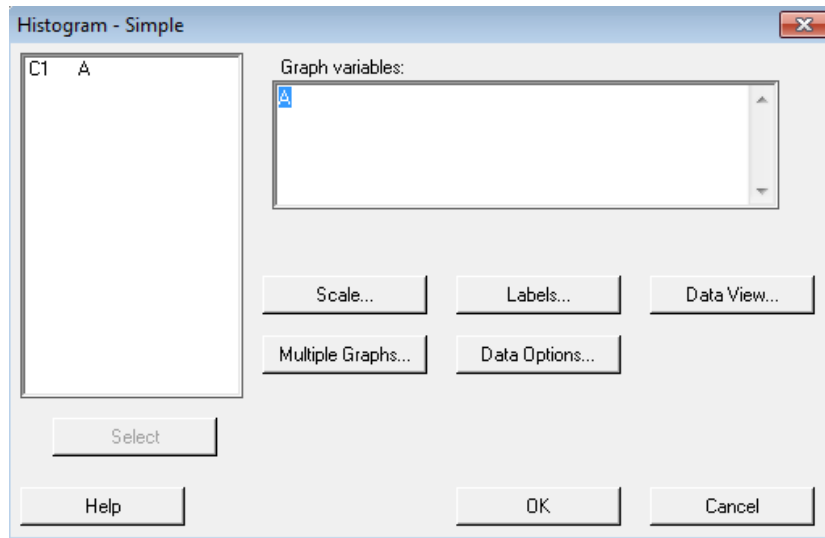 Histogram - Simple
C1 A
Graph variables:
A
Scale...
Labels...
Data View...
Multiple Graphs...
Data Options...
Select
Help
OK
Cancel